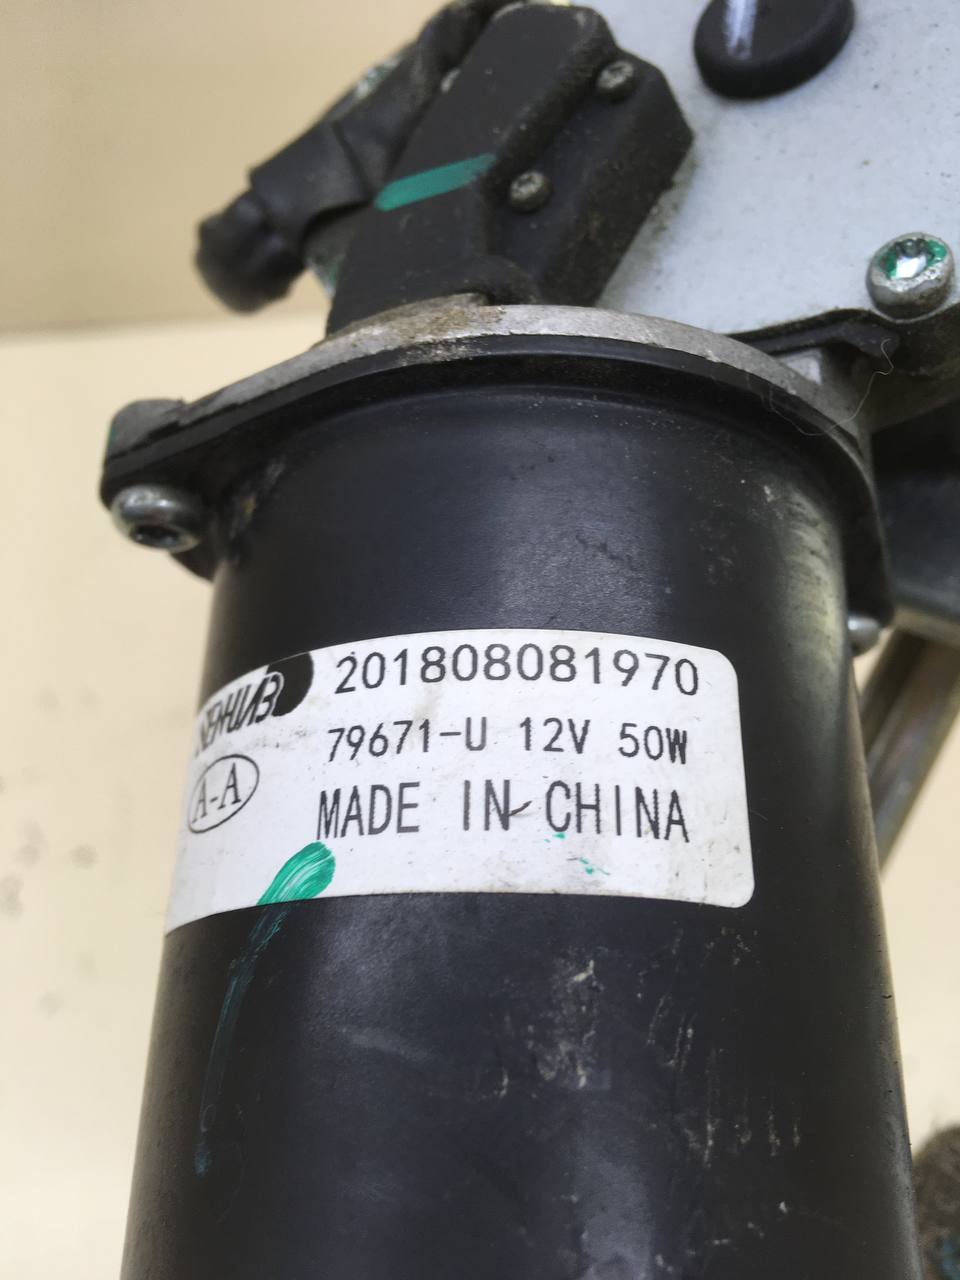 201808081970
79671-U 12V 50W
A-A
MADE IN CHINA